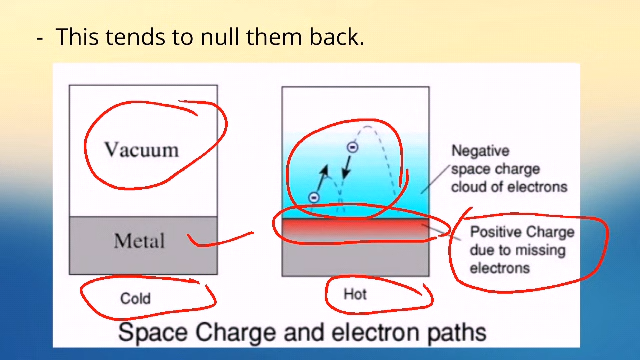 - This tends to null them back.
Vacuum
Metal
Cold
Hot
Negative
space charge
cloud of electrons
Positive Charge
due to missing
electrons
Space Charge and electron paths